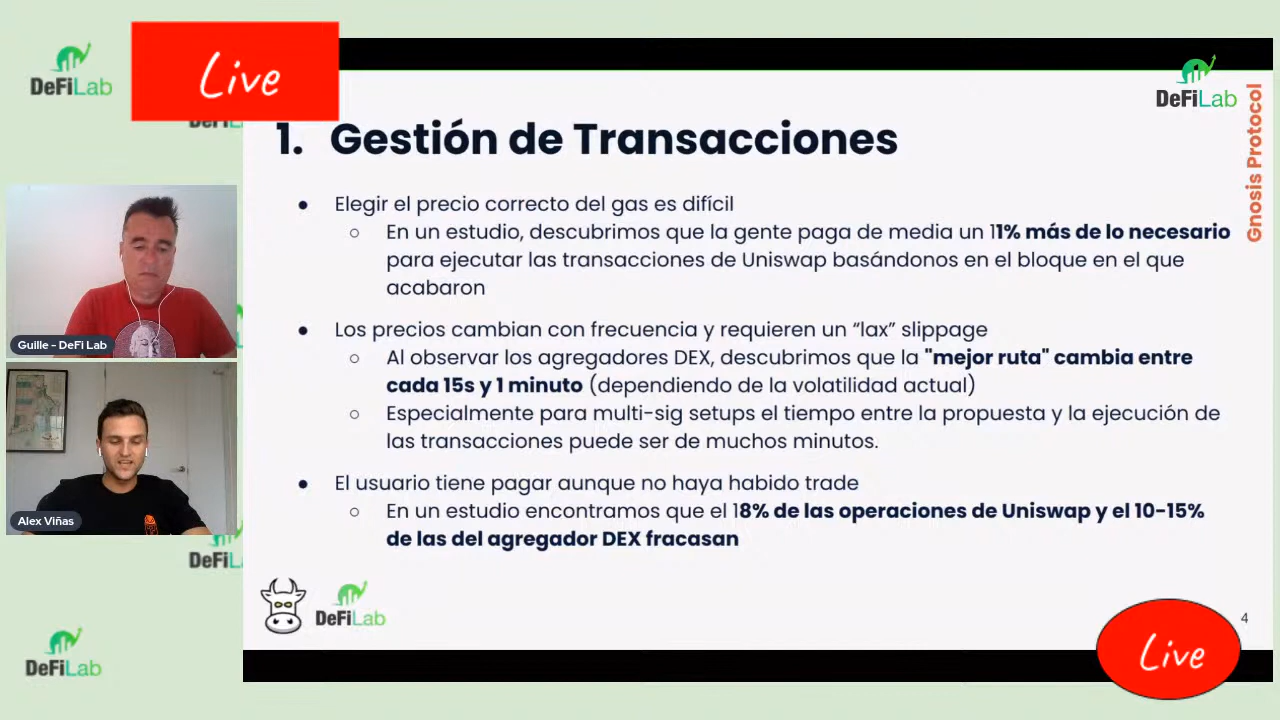 DeFiLab
Live
DeFiLab
DeFiL
Gnosis Protocol
1. Gestión de Transacciones
● Elegir el precio correcto del gas es difícil
○ En un estudio, descubrimos que la gente paga de media un 11% más de lo necesario
para ejecutar las transacciones de Uniswap basándonos en el bloque en el que
acabaron
● Los precios cambian con frecuencia y requieren un “lax” slippage
○ Al observar los agregadores DEX, descubrimos que la "mejor ruta" cambia entre
cada 15s y 1 minuto (dependiendo de la volatilidad actual)
○ Especialmente para multi-sig setups el tiempo entre la propuesta y la ejecución de
las transacciones puede ser de muchos minutos.
● El usuario tiene pagar aunque no haya habido trade
○ En un estudio encontramos que el 18% de las operaciones de Uniswap y el 10-15%
de las del agregador DEX fracasan
Guille - DeFi Lab
Alex Viñas
DeFiL
DeFiLab
DeFiLab
4
Live